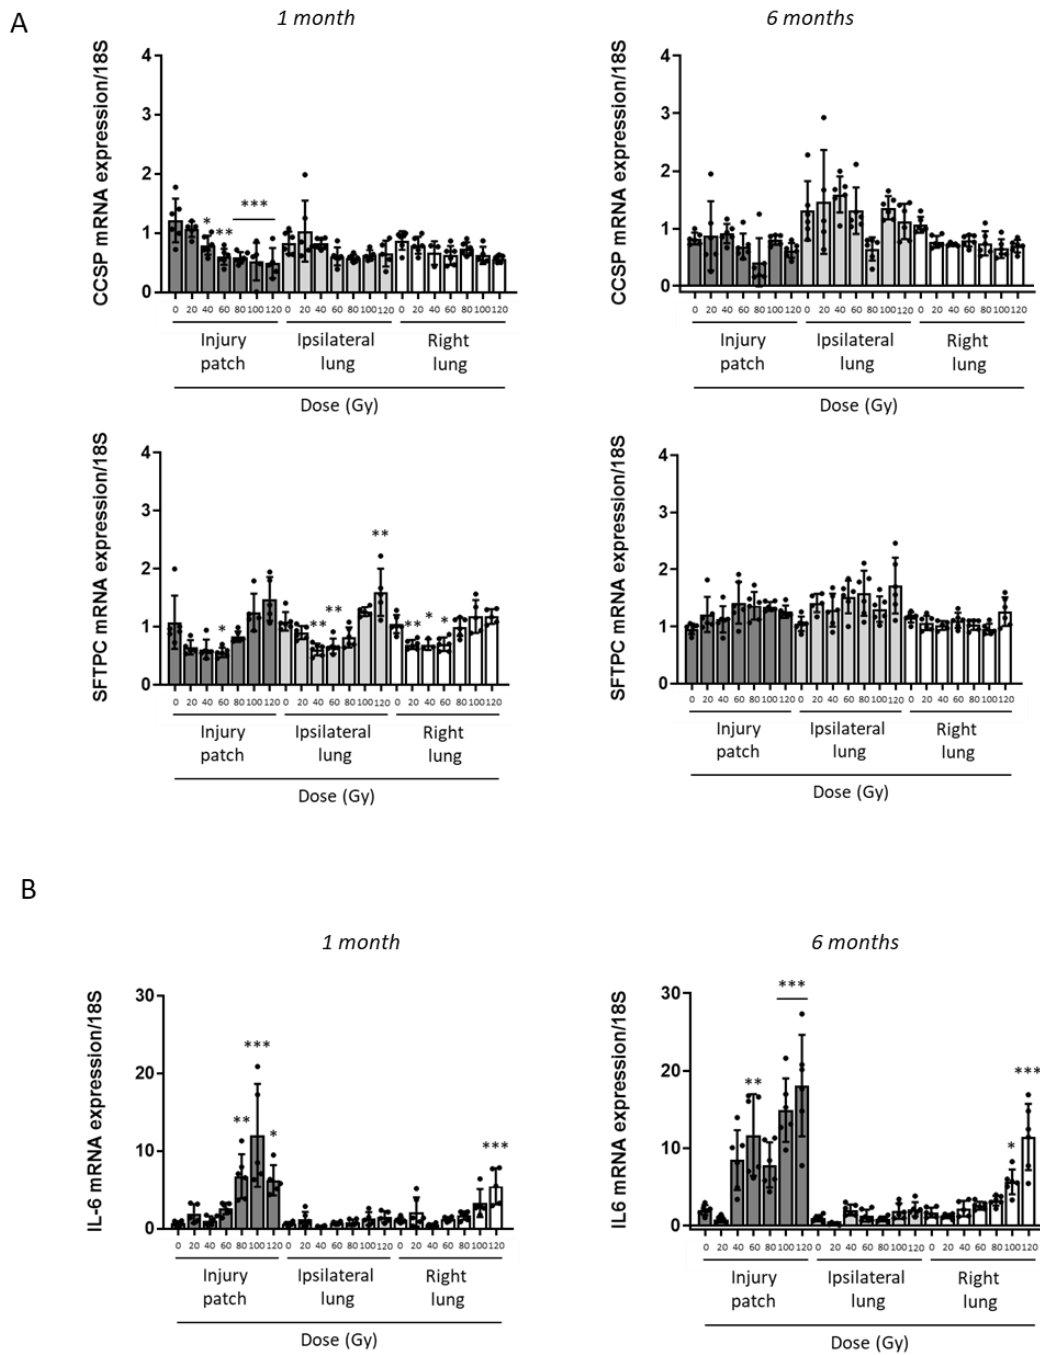 A
1 month
6 months
CCSP mRNA expression/18S
4
3
2
1
0
*
**
***
0 20 40 60 80 100 120 0 20 40 60 80 100 120 0 20 40 60 80 100 120
Injury patch
Ipsilateral lung
Right lung
Dose (Gy)
CCSP mRNA expression/18S
4
3
2
1
0
0 20 40 60 80 100 120 0 20 40 60 80 100 120 0 20 40 60 80 100 120
Injury patch
Ipsilateral lung
Right lung
Dose (Gy)
SFTPC mRNA expression/18S
4
3
2
1
0
*
**
**
**
**
*
*
0 20 40 60 80 100 120 0 20 40 60 80 100 120 0 20 40 60 80 100 120
Injury patch
Ipsilateral lung
Right lung
Dose (Gy)
SFTPC mRNA expression/18S
4
3
2
1
0
0 20 40 60 80 100 120 0 20 40 60 80 100 120 0 20 40 60 80 100 120
Injury patch
Ipsilateral lung
Right lung
Dose (Gy)
B
1 month
6 months
IL-6 mRNA expression/18S
30
20
10
0
**
***
*
***
0 20 40 60 80 100 120 0 20 40 60 80 100 120 0 20 40 60 80 100 120
Injury patch
Ipsilateral lung
Right lung
Dose (Gy)
IL6 mRNA expression/18S
30
20
10
0
**
***
*
***
0 20 40 60 80 100 120 0 20 40 60 80 100 120 0 20 40 60 80 100 120
Injury patch
Ipsilateral lung
Right lung
Dose (Gy)